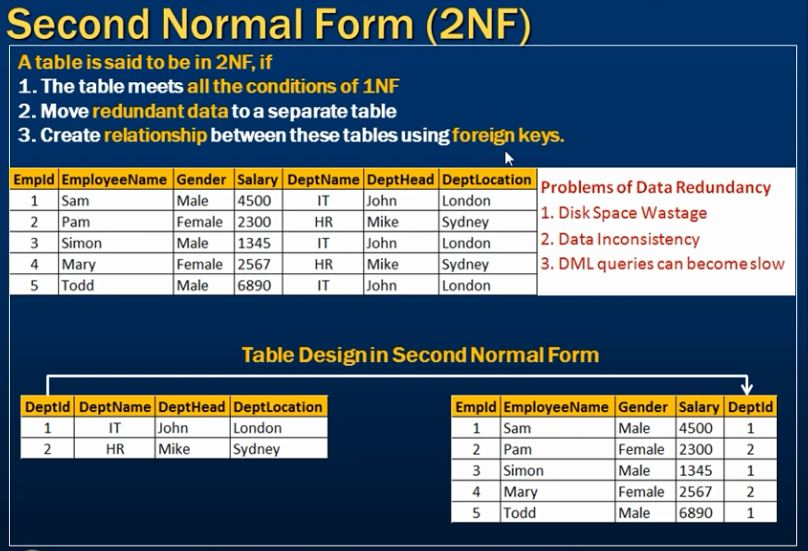 Second Normal Form (2NF)
A table is said to be in 2NF, if
1. The table meets all the conditions of 1NF
2. Move redundant data to a separate table
3. Create relationship between these tables using foreign keys.
EmpId EmployeeName Gender Salary DeptName DeptHead DeptLocation
1 Sam Male 4500 IT John London
2 Pam Female 2300 HR Mike Sydney
3 Simon Male 1345 IT John London
4 Mary Female 2567 HR Mike Sydney
5 Todd Male 6890 IT John London
Problems of Data Redundancy
1. Disk Space Wastage
2. Data Inconsistency
3. DML queries can become slow
Table Design in Second Normal Form
DeptId DeptName DeptHead DeptLocation
1 IT John London
2 HR Mike Sydney
EmpId EmployeeName Gender Salary DeptId
1 Sam Male 4500 1
2 Pam Female 2300 2
3 Simon Male 1345 1
4 Mary Female 2567 2
5 Todd Male 6890 1